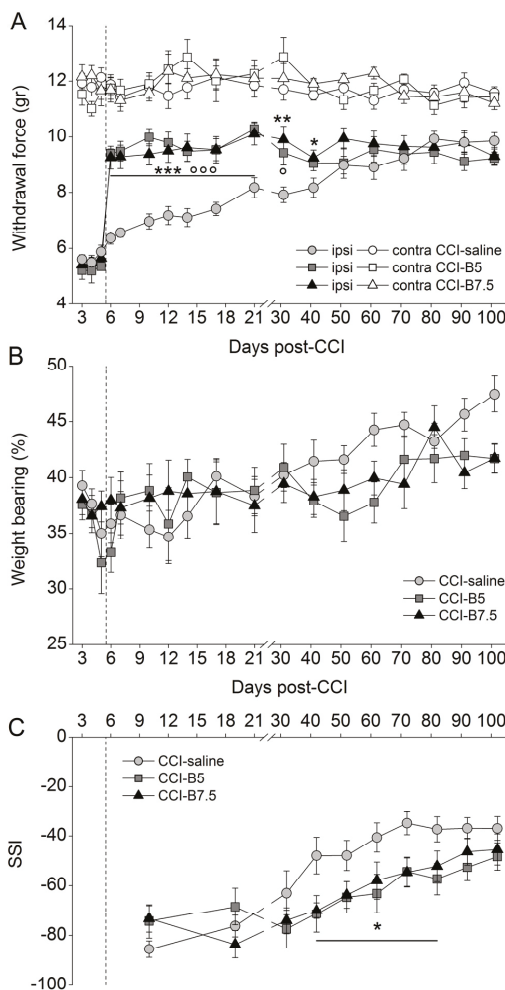 A
14
12
10
8
6
4
Withdrawal force (gr)
**
*
*** °°°
°
ipsi contra CCI-saline
ipsi contra CCI-B5
ipsi contra CCI-B7.5
3 6 9 12 15 18 21 30 40 50 60 70 80 90 100
Days post-CCI
B
50
45
40
35
30
25
Weight bearing (%)
CCI-saline
CCI-B5
CCI-B7.5
3 6 9 12 15 18 21 30 40 50 60 70 80 90 100
Days post-CCI
C
3 6 9 12 15 18 21 30 40 50 60 70 80 90 100
0
-20
-40
-60
-80
-100
SSI
CCI-saline
CCI-B5
CCI-B7.5
*